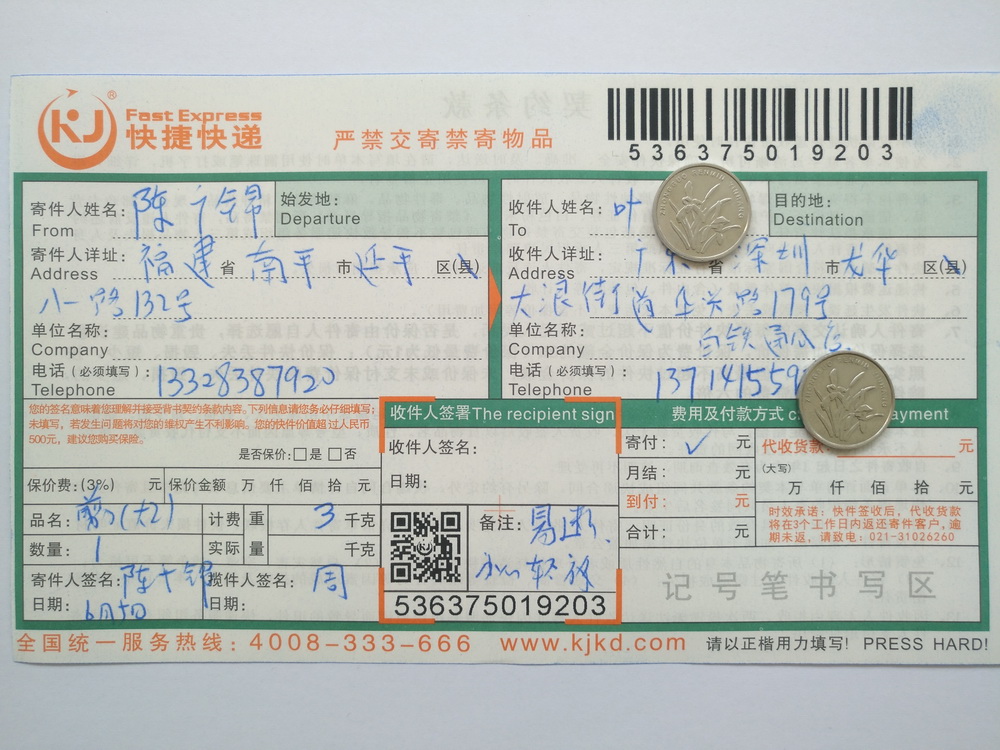 KJ
®
Fast Express
快捷快递
严禁交寄禁寄物品
536375019203
契约条款
寄件人姓名: 陈广锦
From
始发地:
Departure
寄件人详址: 福建省南平市延平区(县)
Address
八一路132号
单位名称:
Company
电话(必须填写): 13328387920
Telephone
收件人姓名: 叶
To
目的地:
Destination
收件人详址: 广东省深圳市龙华区(县)
Address
大浪街道华兴路179号
单位名称:
Company
电话(必须填写): 137141559
Telephone
您的签名意味着您理解并接受背书契约条款内容。下列信息请您务必仔细填写;
未填写,若发生问题将对您的维权产生不利影响。您的快件价值超过人民币
500元,建议您购买保险。
是否保价: □是 □否
保价费: (3%) 元 保价金额 万 仟 佰 拾 元
品名: (大2) 计费 重 3 千克
数量: 1 实际 量 千克
寄件人签名: 陈广锦 揽件人签名: 周
日期: 6月5日 日期:
收件人签署The recipient sign
收件人签名:
日期:
KJ
备注: 易断、
小心轻放
536375019203
费用及付款方式 c ayment
寄付: ✓ 元
月结: 元
到付: 元
合计: 元
代收货款 元
(大写)
万 仟 佰 拾 元
时效承诺: 快件签收后,代收货款
将在3个工作日内返还寄件客户,逾
期未返,请致电: 021-31026260
记号笔书写区
全国统一服务热线: 4008-333-666 www.kjkd.com 请以正楷用力填写! PRESS HARD!